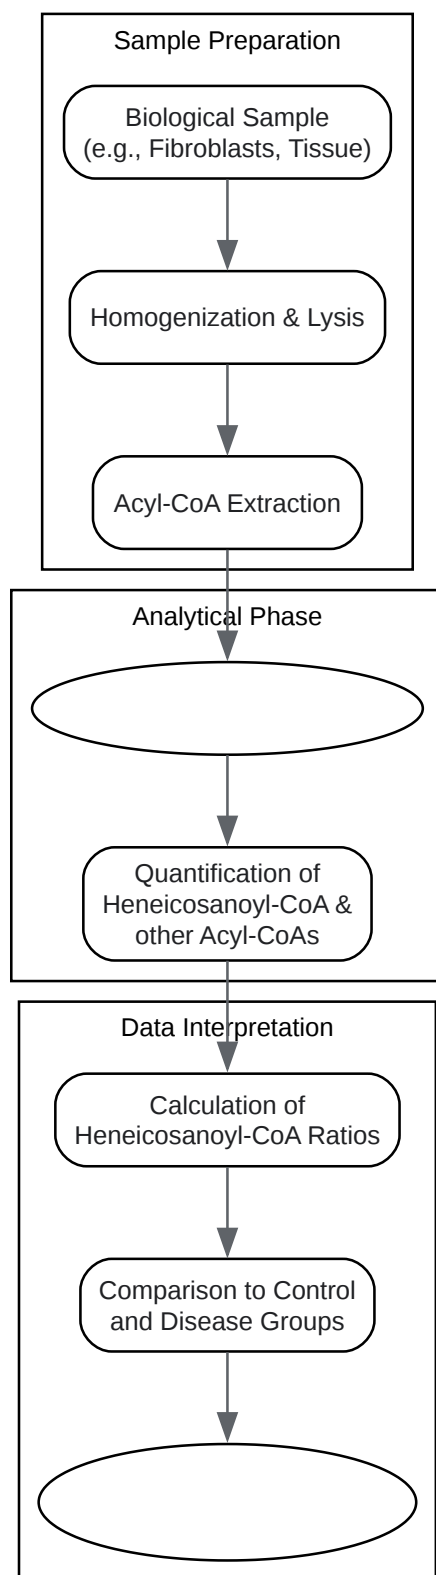 Sample Preparation
Biological Sample
(e.g., Fibroblasts, Tissue)
Homogenization & Lysis
Acyl-CoA Extraction
Analytical Phase
Quantification of
Heneicosanoyl-CoA &
other Acyl-CoAs
Data Interpretation
Calculation of
Heneicosanoyl-CoA Ratios
Comparison to Control
and Disease Groups